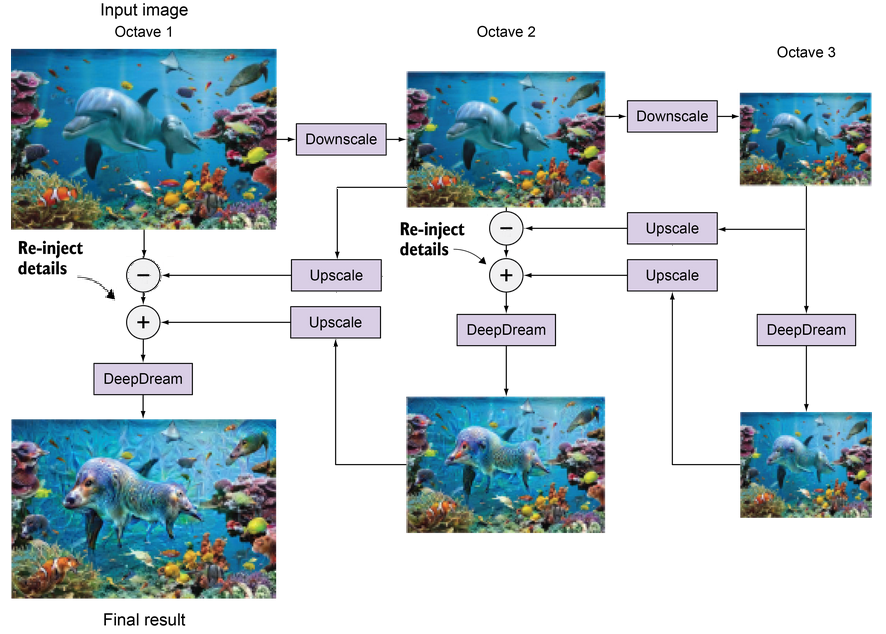 Input image
Octave 1
Octave 2
Octave 3
Downscale
Downscale
Re-inject
details
−
Upscale
+
Upscale
DeepDream
Re-inject
details
−
Upscale
+
Upscale
DeepDream
DeepDream
Final result